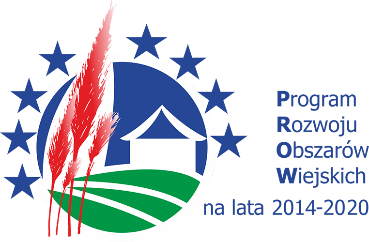 Program
Rozwoju
Obszarów
Wiejskich
na lata 2014-2020